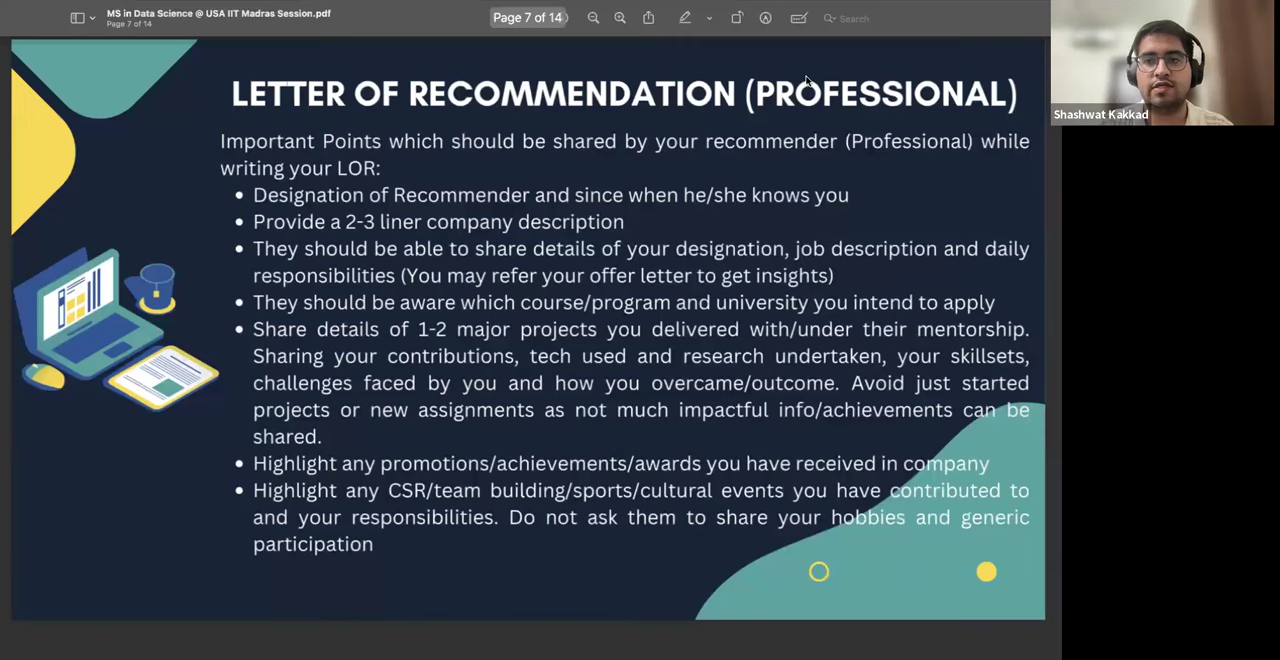 MS in Data Science @ USA IIT Madras Session.pdf
Page 7 of 14
Page 7 of 14
Search
Shashwat Kakkad
LETTER OF RECOMMENDATION (PROFESSIONAL)
Important Points which should be shared by your recommender (Professional) while
writing your LOR:
• Designation of Recommender and since when he/she knows you
• Provide a 2-3 liner company description
• They should be able to share details of your designation, job description and daily
responsibilities (You may refer your offer letter to get insights)
• They should be aware which course/program and university you intend to apply
• Share details of 1-2 major projects you delivered with/under their mentorship.
Sharing your contributions, tech used and research undertaken, your skillsets,
challenges faced by you and how you overcame/outcome. Avoid just started
projects or new assignments as not much impactful info/achievements can be
shared.
• Highlight any promotions/achievements/awards you have received in company
• Highlight any CSR/team building/sports/cultural events you have contributed to
and your responsibilities. Do not ask them to share your hobbies and generic
participation